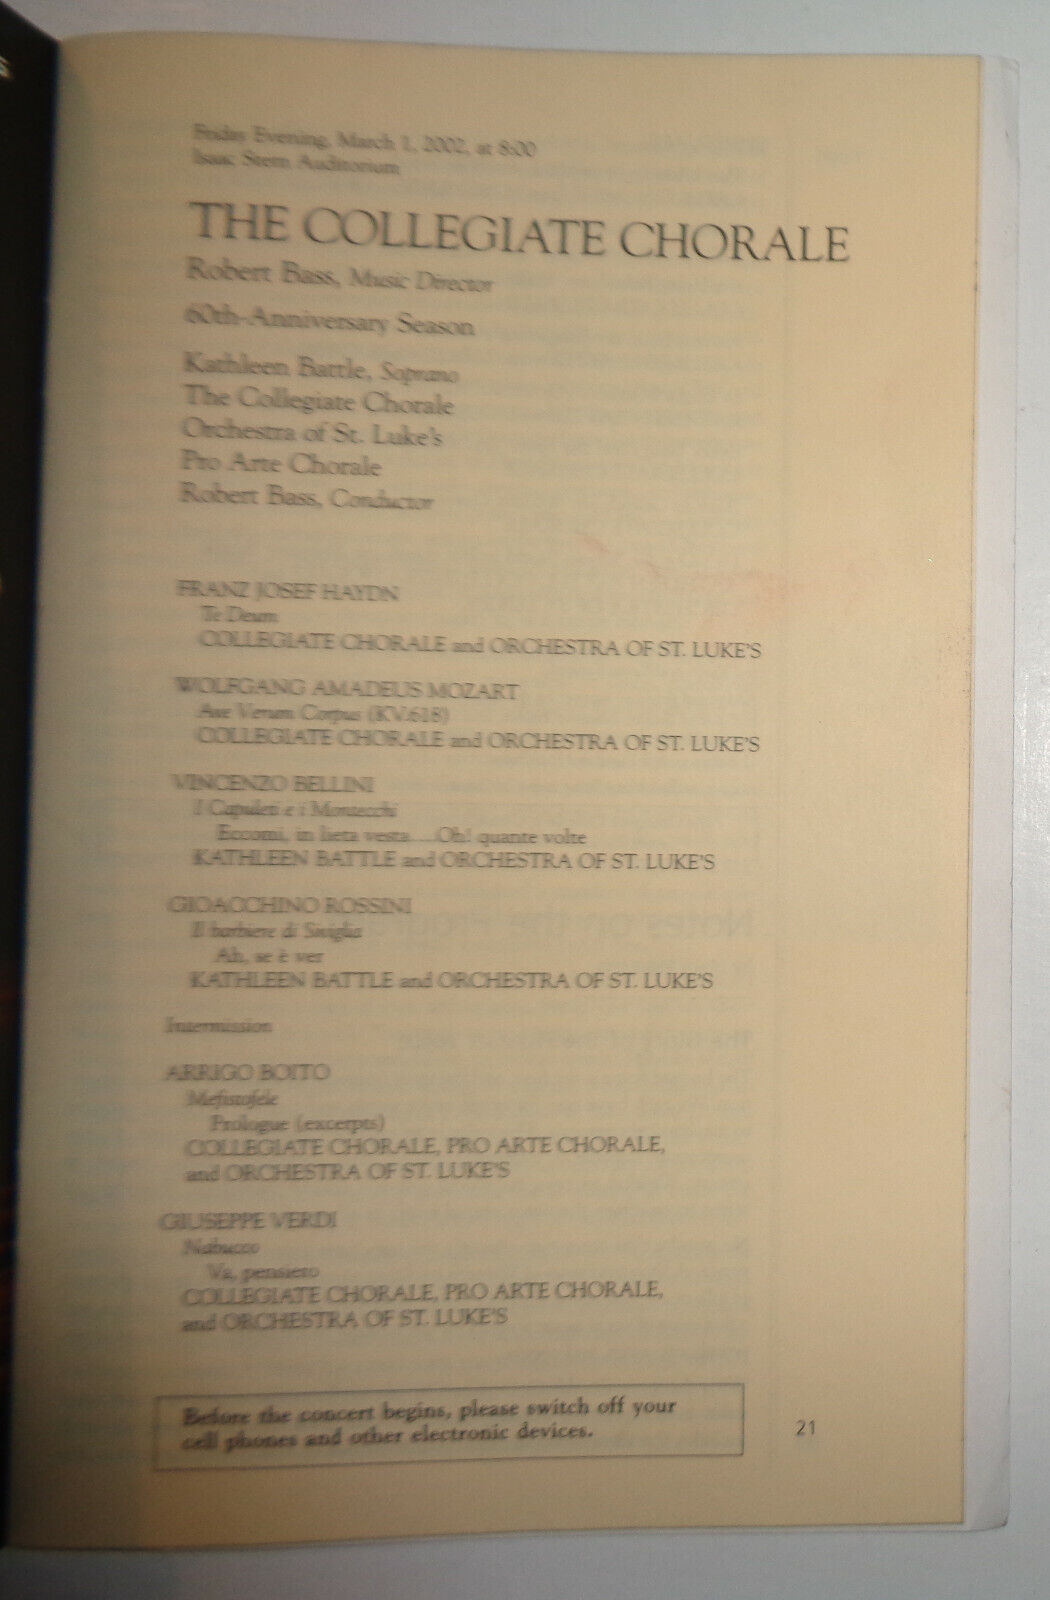 Friday Evening, March 1, 2002, at 8:00
Isaac Stern Auditorium
THE COLLEGIATE CHORALE
Robert Bass, Music Director
60th-Anniversary Season
Kathleen Battle, Soprano
The Collegiate Chorale
Orchestra of St. Luke's
Pro Arte Chorale
Robert Bass, Conductor
FRANZ JOSEF HAYDN
Te Deum
COLLEGIATE CHORALE and ORCHESTRA OF ST. LUKE'S
WOLFGANG AMADEUS MOZART
Ave Verum Corpus (KV.618)
COLLEGIATE CHORALE and ORCHESTRA OF ST. LUKE'S
VINCENZO BELLINI
I Capuleti e i Montecchi
Eccomi, in lieta vesta....Oh! quante volte
KATHLEEN BATTLE and ORCHESTRA OF ST. LUKE'S
GIOACCHINO ROSSINI
Il barbiere di Siviglia
Ah, se è ver
KATHLEEN BATTLE and ORCHESTRA OF ST. LUKE'S
Intermission
ARRIGO BOITO
Mefistofele
Prologue (excerpts)
COLLEGIATE CHORALE, PRO ARTE CHORALE,
and ORCHESTRA OF ST. LUKE'S
GIUSEPPE VERDI
Nabucco
Va, pensiero
COLLEGIATE CHORALE, PRO ARTE CHORALE,
and ORCHESTRA OF ST. LUKE'S
Before the concert begins, please switch off your
cell phones and other electronic devices.
21